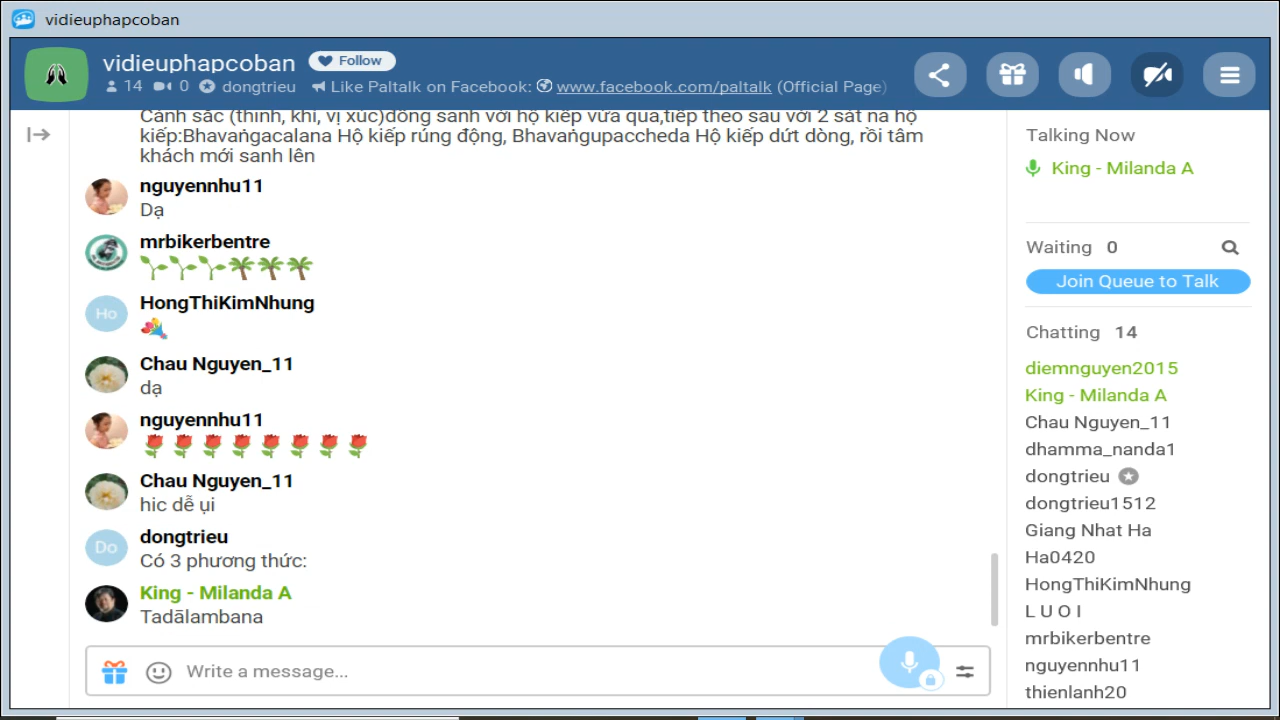 vidieuphapcoban
vidieuphapcoban Follow
14 0 dongtrieu Like Paltalk on Facebook: www.facebook.com/paltalk (Official Page)
Cảnh sắc (thinh, khí, vị xúc)đồng sanh với hộ kiếp vừa qua,tiếp theo sau với 2 sát na hộ
kiếp:Bhavaṅgacalana Hộ kiếp rúng động, Bhavaṅgupaccheda Hộ kiếp dứt dòng, rồi tâm
khách mới sanh lên
nguyennhu11
Dạ
mrbikerbentre
Ho
HongThiKimNhung
Chau Nguyen_11
dạ
nguyennhu11
Chau Nguyen_11
hic dễ ụi
Do
dongtrieu
Có 3 phương thức:
King - Milanda A
Tadālambana
Write a message...
Talking Now
King - Milanda A
Waiting 0
Join Queue to Talk
Chatting 14
diemnguyen2015
King - Milanda A
Chau Nguyen_11
dhamma_nanda1
dongtrieu
dongtrieu1512
Giang Nhat Ha
Ha0420
HongThiKimNhung
L U O I
mrbikerbentre
nguyennhu11
thienlanh20